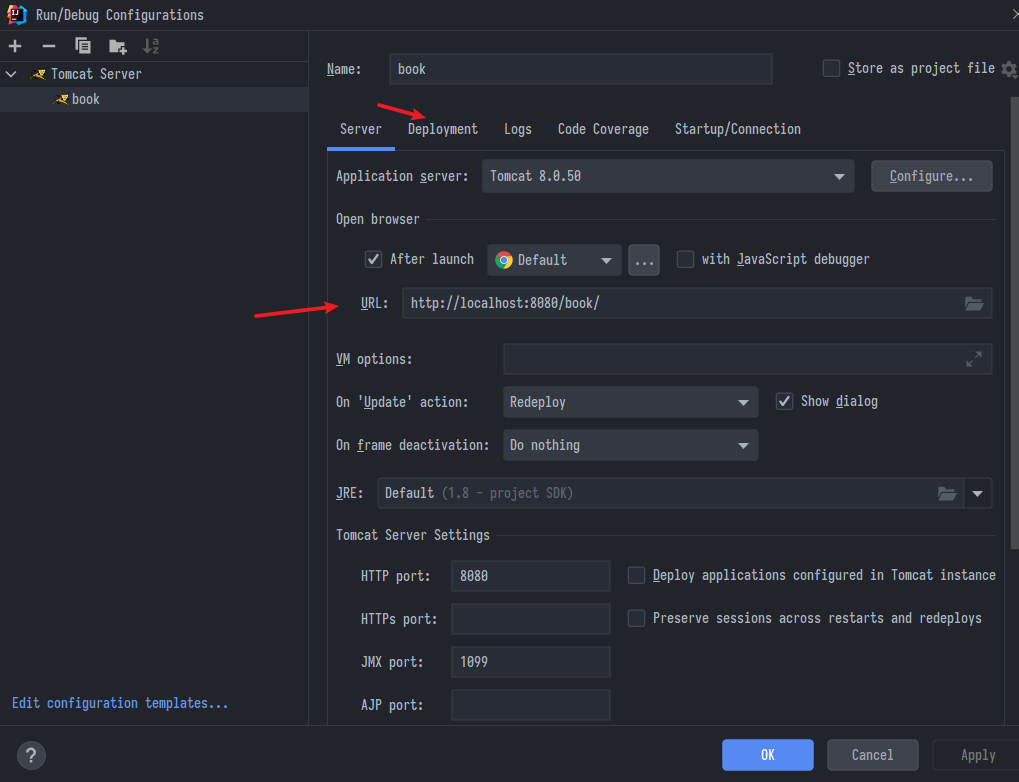 Run/Debug Configurations
Tomcat Server
book
Edit configuration templates...
Name: book Store as project file
Server Deployment Logs Code Coverage Startup/Connection
Application server: Tomcat 8.0.50 Configure...
Open browser
After launch Default ... with JavaScript debugger
URL: http://localhost:8080/book/
VM options:
On 'Update' action: Redeploy Show dialog
On frame deactivation: Do nothing
JRE: Default (1.8 - project SDK)
Tomcat Server Settings
HTTP port: 8080 Deploy applications configured in Tomcat instance
HTTPs port: Preserve sessions across restarts and redeploys
JMX port: 1099
AJP port:
? OK Cancel Apply